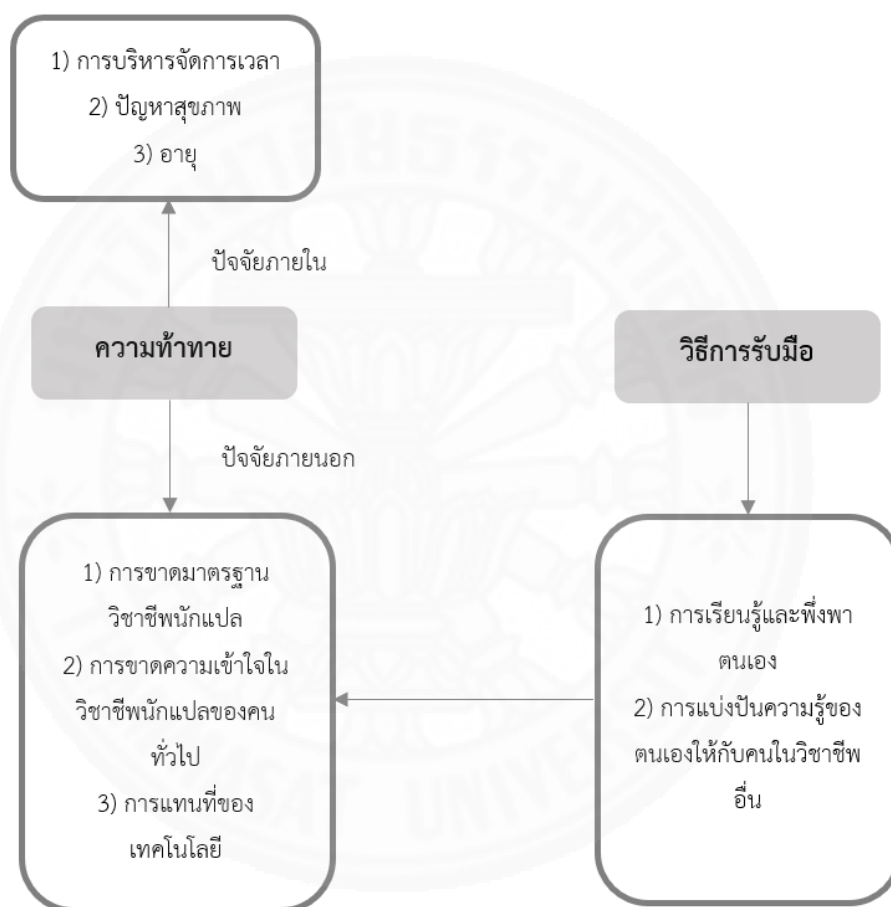 1) การบริหารจัดการเวลา
2) ปัญหาสุขภาพ
3) อายุ
ปัจจัยภายใน
ความท้าทาย
วิธีการรับมือ
ปัจจัยภายนอก
1) การขาดมาตรฐาน
วิชาชีพนักแปล
2) การขาดความเข้าใจใน
วิชาชีพนักแปลของคน
ทั่วไป
3) การแทนที่ของ
เทคโนโลยี
1) การเรียนรู้และพึ่งพา
ตนเอง
2) การแบ่งปันความรู้ของ
ตนเองให้กับคนในวิชาชีพ
อื่น